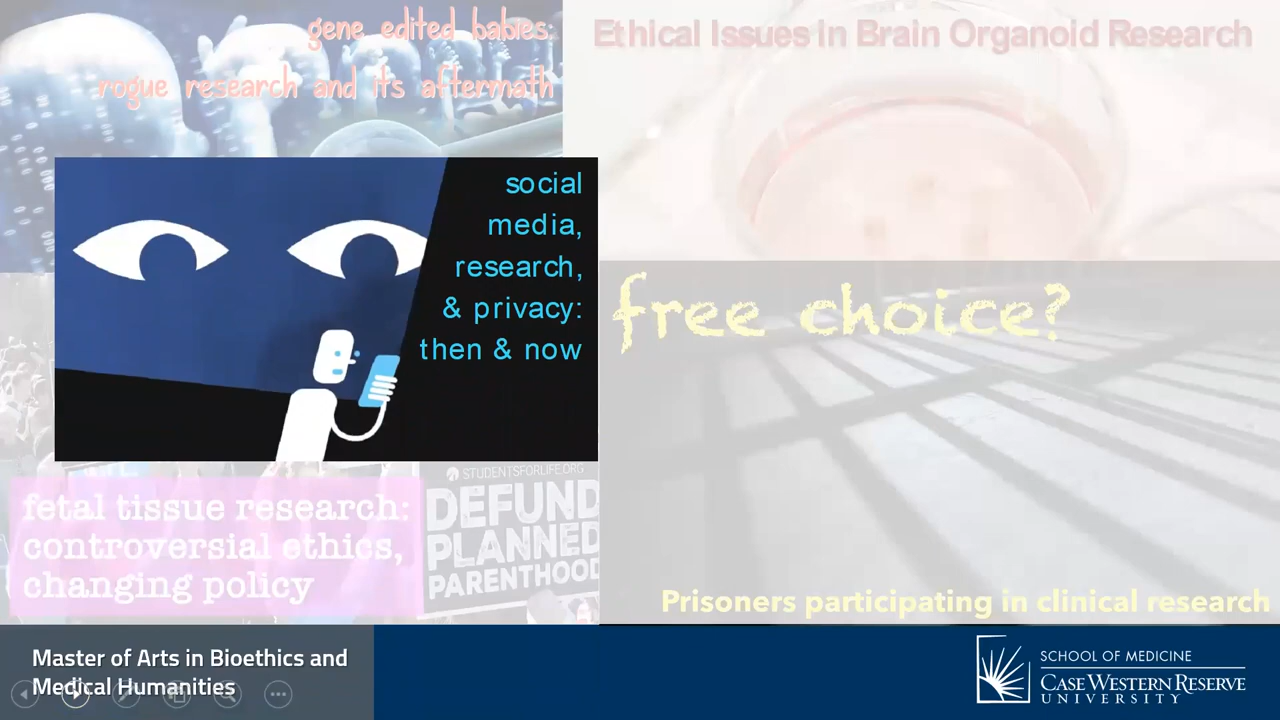 gene edited babies:
rogue research and its aftermath
Ethical Issues in Brain Organoid Research
social
media,
research,
& privacy:
then & now
free choice?
Prisoners participating in clinical research
fetal tissue research:
controversial ethics,
changing policy
STUDENTSFORLIFE.ORG
DEFUND
PLANNED
PARENTHOOD
Master of Arts in Bioethics and
Medical Humanities
SCHOOL OF MEDICINE
CASE WESTERN RESERVE
UNIVERSITY